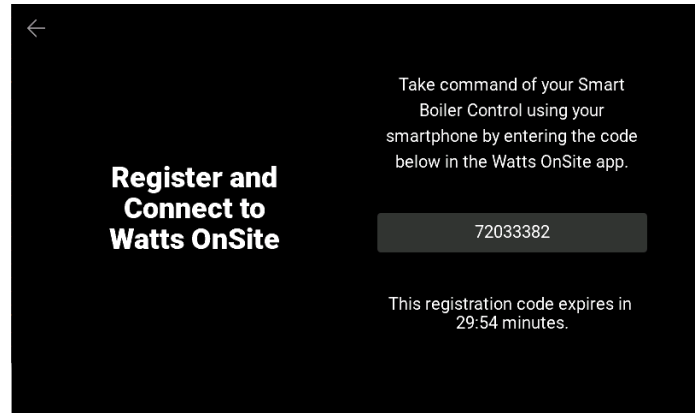 Register and
Connect to
Watts OnSite
Take command of your Smart
Boiler Control using your
smartphone by entering the code
below in the Watts OnSite app.
72033382
This registration code expires in
29:54 minutes.